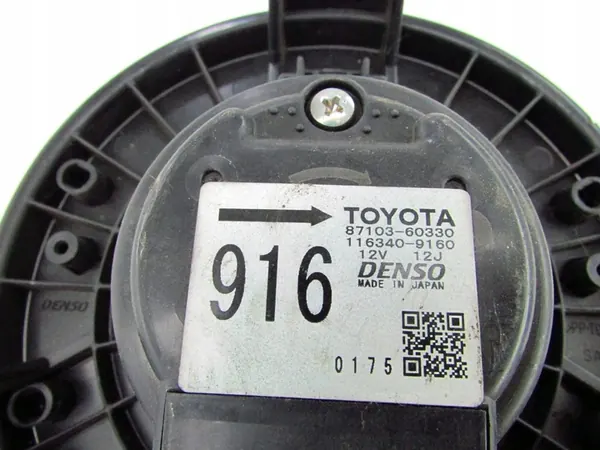 TOYOTA
87103-60330
116340-9160
12V 12J
DENSO
MADE IN JAPAN
916
0175
DENSO